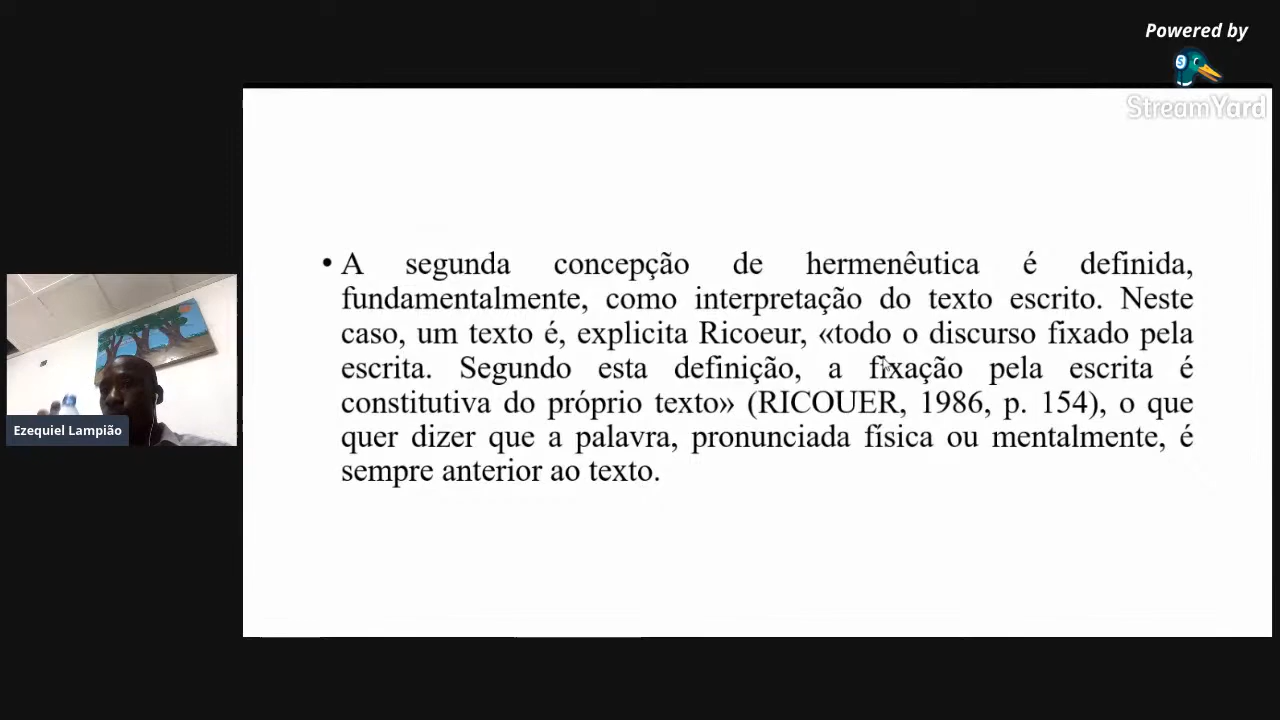 Powered by
StreamYard
• A segunda concepção de hermenêutica é definida,
fundamentalmente, como interpretação do texto escrito. Neste
caso, um texto é, explicita Ricoeur, «todo o discurso fixado pela
escrita. Segundo esta definição, a fixação pela escrita é
constitutiva do próprio texto» (RICOUER, 1986, p. 154), o que
quer dizer que a palavra, pronunciada física ou mentalmente, é
sempre anterior ao texto.
Ezequiel Lampião